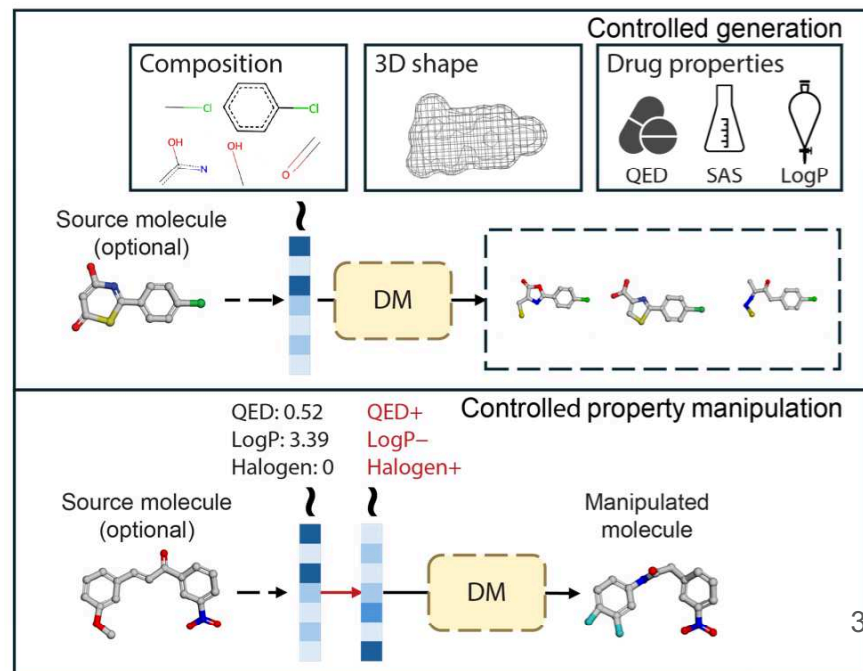 Controlled generation
Composition
Cl
Cl
OH
N
OH
O
3D shape
Drug properties
QED
SAS
LogP
Source molecule
(optional)
DM
Controlled property manipulation
QED: 0.52
LogP: 3.39
Halogen: 0
QED+
LogP−
Halogen+
Source molecule
(optional)
DM
Manipulated
molecule
3